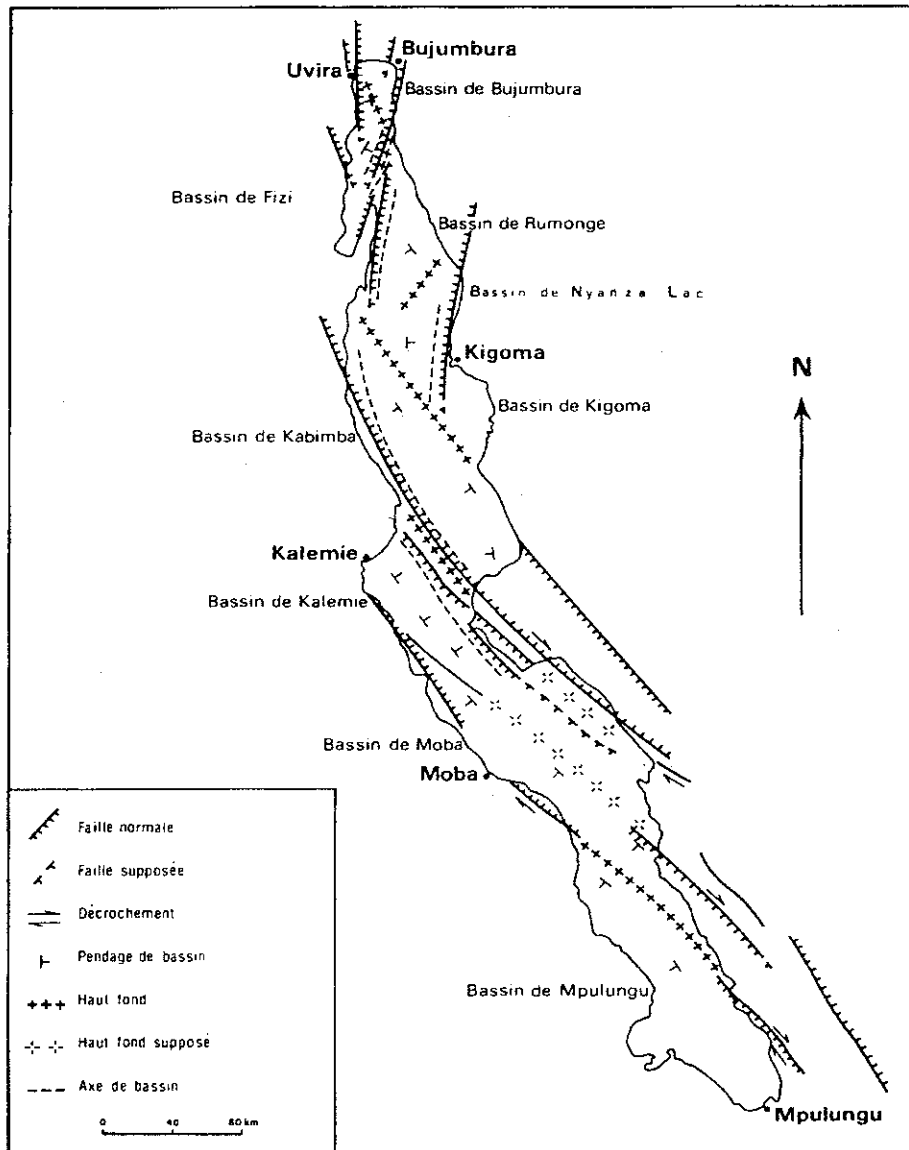 Bujumbura
Uvira
Bassin de Bujumbura
Bassin de Fizi
Bassin de Rumonge
Bassin de Nyanza Lac
Kigoma
N
Bassin de Kigoma
Bassin de Kabimba
Kalemie
Bassin de Kalemie
Bassin de Moba
Moba
Bassin de Mpulungu
Mpulungu
Faille normale
Faille supposée
Décrochement
Pendage de bassin
Haut fond
Haut fond supposé
Axe de bassin
0 40 80 km